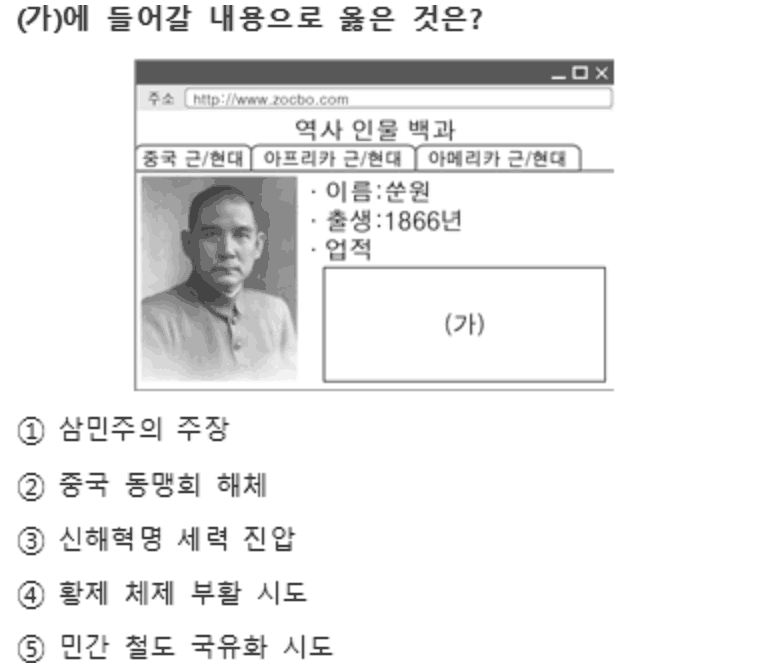 (가)에 들어갈 내용으로 옳은 것은?
주소 http://www.zocbo.com
역사 인물 백과
중국 근/현대 아프리카 근/현대 아메리카 근/현대
· 이름:쑨원
· 출생:1866년
· 업적
(가)
① 삼민주의 주장
② 중국 동맹회 해체
③ 신해혁명 세력 진압
④ 황제 체제 부활 시도
⑤ 민간 철도 국유화 시도